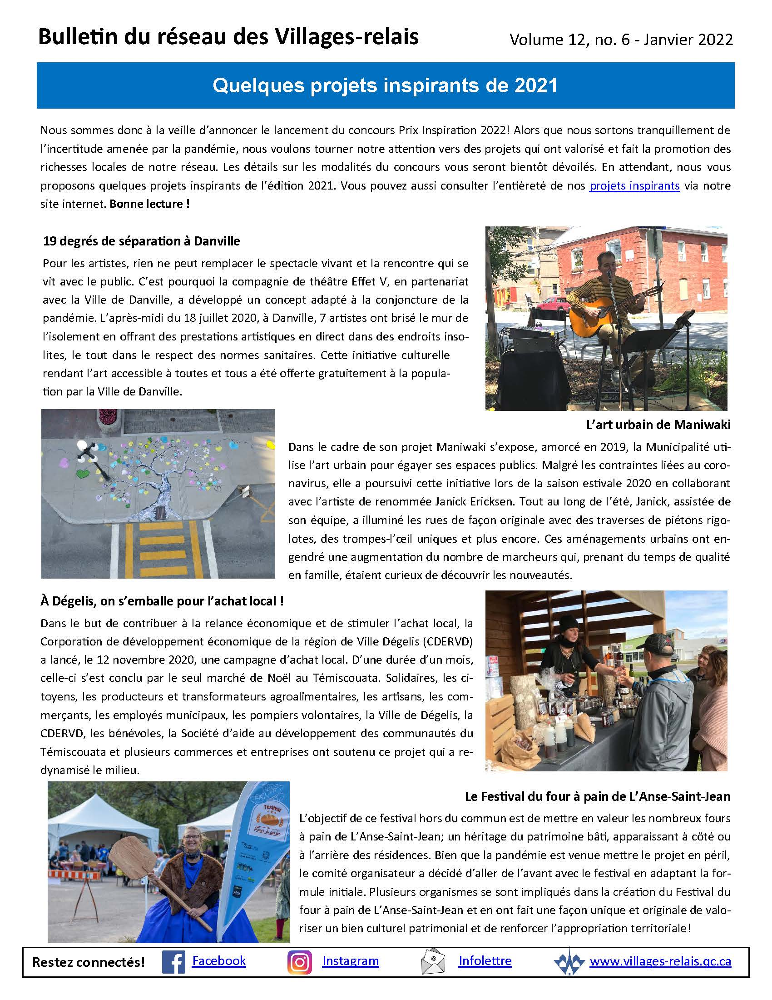 Bulletin du réseau des Villages-relais
Volume 12, no. 6 - Janvier 2022
Quelques projets inspirants de 2021
Nous sommes donc à la veille d’annoncer le lancement du concours Prix Inspiration 2022! Alors que nous sortons tranquillement de
l’incertitude amenée par la pandémie, nous voulons tourner notre attention vers des projets qui ont valorisé et fait la promotion des
richesses locales de notre réseau. Les détails sur les modalités du concours vous seront bientôt dévoilés. En attendant, nous vous
proposons quelques projets inspirants de l’édition 2021. Vous pouvez aussi consulter l’entièreté de nos projets inspirants via notre
site internet. Bonne lecture !
19 degrés de séparation à Danville
Pour les artistes, rien ne peut remplacer le spectacle vivant et la rencontre qui se
vit avec le public. C’est pourquoi la compagnie de théâtre Effet V, en partenariat
avec la Ville de Danville, a développé un concept adapté à la conjoncture de la
pandémie. L’après-midi du 18 juillet 2020, à Danville, 7 artistes ont brisé le mur de
l’isolement en offrant des prestations artistiques en direct dans des endroits inso-
lites, le tout dans le respect des normes sanitaires. Cette initiative culturelle
rendant l’art accessible à toutes et tous a été offerte gratuitement à la popula-
tion par la Ville de Danville.
L’art urbain de Maniwaki
Dans le cadre de son projet Maniwaki s’expose, amorcé en 2019, la Municipalité uti-
lise l’art urbain pour égayer ses espaces publics. Malgré les contraintes liées au coro-
navirus, elle a poursuivi cette initiative lors de la saison estivale 2020 en collaborant
avec l’artiste de renommée Janick Ericksen. Tout au long de l’été, Janick, assistée de
son équipe, a illuminé les rues de façon originale avec des traverses de piétons rigo-
lotes, des trompes-l’œil uniques et plus encore. Ces aménagements urbains ont en-
gendré une augmentation du nombre de marcheurs qui, prenant du temps de qualité
en famille, étaient curieux de découvrir les nouveautés.
À Dégelis, on s’emballe pour l’achat local !
Dans le but de contribuer à la relance économique et de stimuler l’achat local, la
Corporation de développement économique de la région de Ville Dégelis (CDERVD)
a lancé, le 12 novembre 2020, une campagne d’achat local. D’une durée d’un mois,
celle-ci s’est conclu par le seul marché de Noël au Témiscouata. Solidaires, les ci-
toyens, les producteurs et transformateurs agroalimentaires, les artisans, les com-
merçants, les employés municipaux, les pompiers volontaires, la Ville de Dégelis, la
CDERVD, les bénévoles, la Société d’aide au développement des communautés du
Témiscouata et plusieurs commerces et entreprises ont soutenu ce projet qui a re-
dynamisé le milieu.
Festival
Four à pain
Le Festival du four à pain de L’Anse-Saint-Jean
L’objectif de ce festival hors du commun est de mettre en valeur les nombreux fours
à pain de L’Anse-Saint-Jean; un héritage du patrimoine bâti, apparaissant à côté ou
à l’arrière des résidences. Bien que la pandémie est venue mettre le projet en péril,
le comité organisateur a décidé d’aller de l’avant avec le festival en adaptant la for-
mule initiale. Plusieurs organismes se sont impliqués dans la création du Festival du
four à pain de L’Anse-Saint-Jean et en ont fait une façon unique et originale de valo-
riser un bien culturel patrimonial et de renforcer l’appropriation territoriale!
Restez connectés! Facebook Instagram Infolettre www.villages-relais.qc.ca